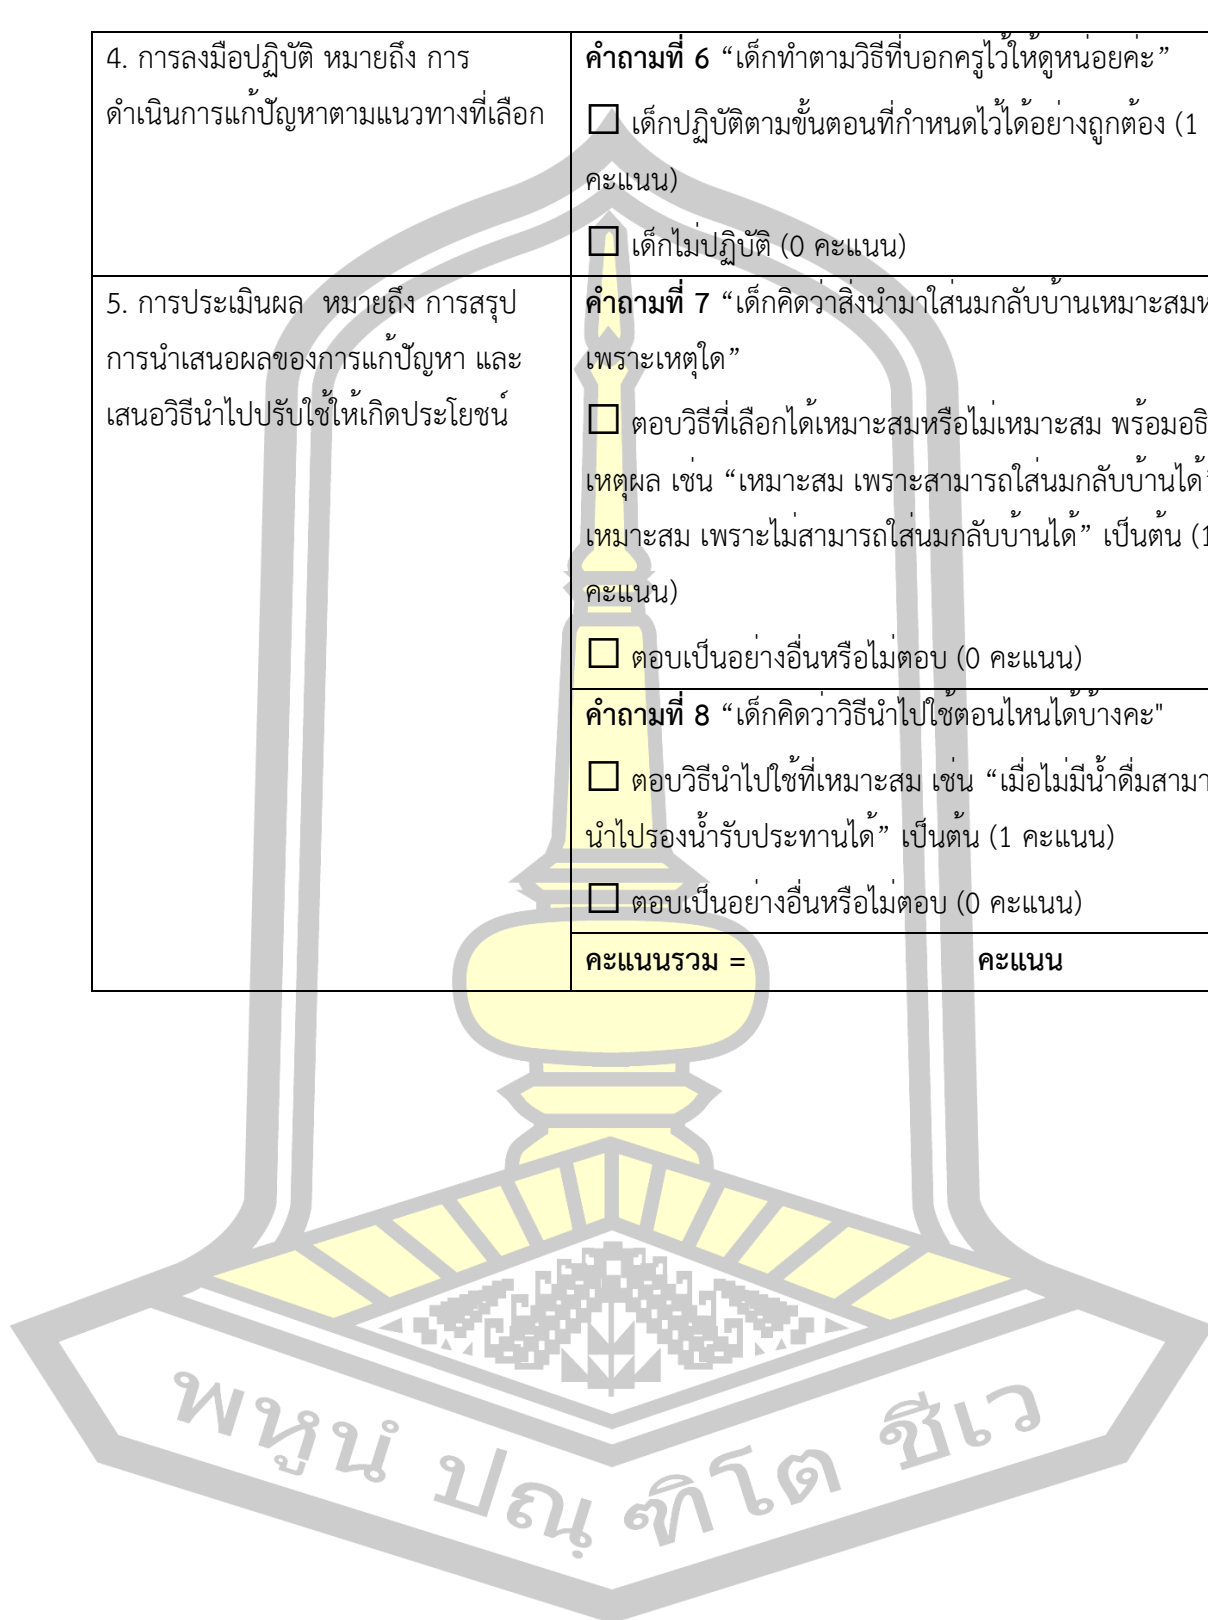 4. การลงมือปฏิบัติ หมายถึง การ
ดำเนินการแก้ปัญหาตามแนวทางที่เลือก
คำถามที่ 6 “เด็กทำตามวิธีที่บอกครูไว้ให้ดูหน่อยค่ะ”
☐ เด็กปฏิบัติตามขั้นตอนที่กำหนดไว้ได้อย่างถูกต้อง (1
คะแนน)
☐ เด็กไม่ปฏิบัติ (0 คะแนน)
5. การประเมินผล หมายถึง การสรุป
การนำเสนอผลของการแก้ปัญหา และ
เสนอวิธีนำไปปรับใช้ให้เกิดประโยชน์
คำถามที่ 7 “เด็กคิดว่าสิ่งนำมาใส่นมกลับบ้านเหมาะสม
เพราะเหตุใด”
☐ ตอบวิธีที่เลือกได้เหมาะสมหรือไม่เหมาะสม พร้อม
เหตุผล เช่น “เหมาะสม เพราะสามารถใส่นมกลับบ้านได้”
เหมาะสม เพราะไม่สามารถใส่นมกลับบ้านได้” เป็นต้น (1
คะแนน)
☐ ตอบเป็นอย่างอื่นหรือไม่ตอบ (0 คะแนน)
คำถามที่ 8 “เด็กคิดว่าวิธีนำไปใช้ตอนไหนได้บ้างคะ"
☐ ตอบวิธีนำไปใช้ที่เหมาะสม เช่น “เมื่อไม่มีน้ำดื่ม
นำไปรองน้ำรับประทานได้” เป็นต้น (1 คะแนน)
☐ ตอบเป็นอย่างอื่นหรือไม่ตอบ (0 คะแนน)
คะแนนรวม = คะแนน
พหูนํ ปณฺ ฑิโต ชีเว